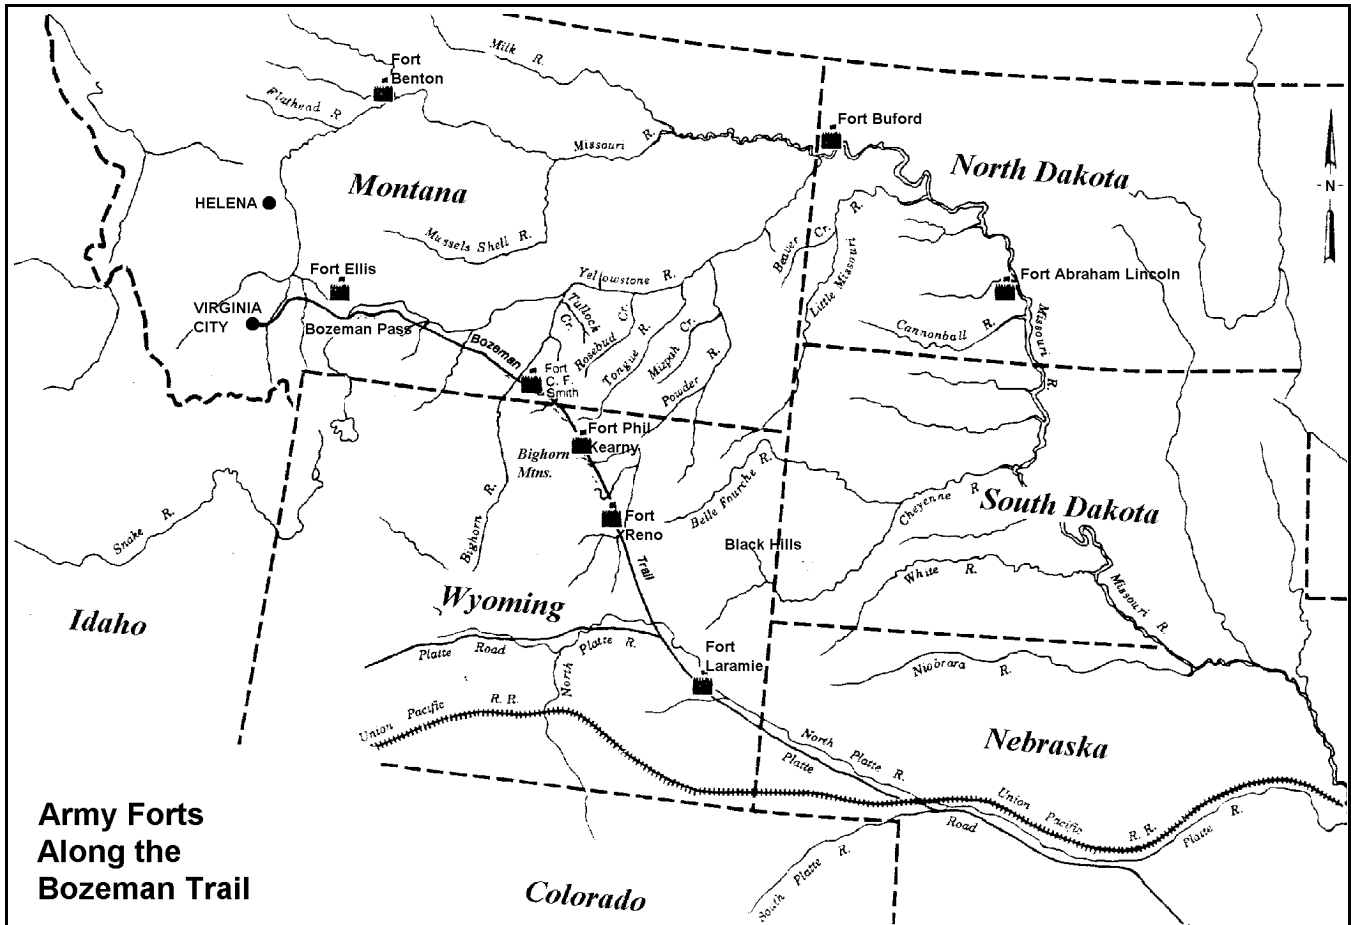 Fort
Benton
Milk R.
Flathead R.
Missouri R.
Fort Buford
North Dakota
Montana
- N -
HELENA
Mussels Shell R.
Beaver Cr.
Little Missouri R.
Fort Ellis
Yellowstone R.
Fort Abraham Lincoln
VIRGINIA
CITY
Bozeman Pass
Bozeman
Tullock
Cr.
Rosebud Cr.
Tongue R.
Mizpah Cr.
Powder R.
Cannonball R.
Missouri
R.
Fort
C. F.
Smith
Fort Phil
Kearny
Bighorn
Mtns.
Bighorn R.
Belle Fourche R.
Cheyenne R
South Dakota
Snake R.
Fort
Reno
Trail
Black Hills
White R.
Missouri R.
Wyoming
Idaho
Platte Road
North Platte R.
Fort
Laramie
Niobrara R.
Union Pacific R. R.
North Platte R.
Platte
Road
Nebraska
Union Pacific R. R.
Platte R.
South Platte R.
Colorado
Army Forts
Along the
Bozeman Trail